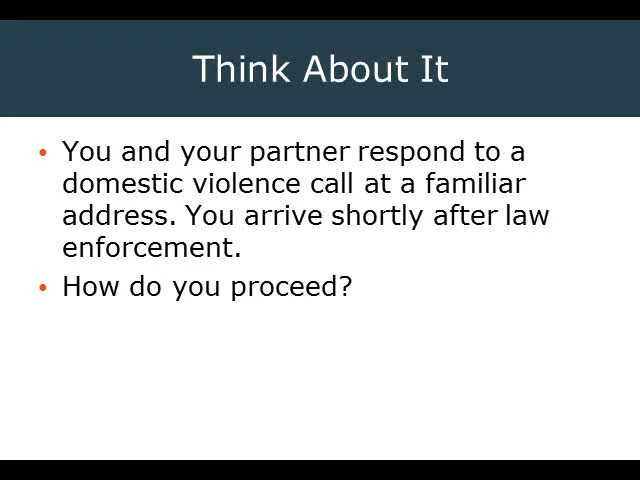 Think About It
• You and your partner respond to a
domestic violence call at a familiar
address. You arrive shortly after law
enforcement.
• How do you proceed?